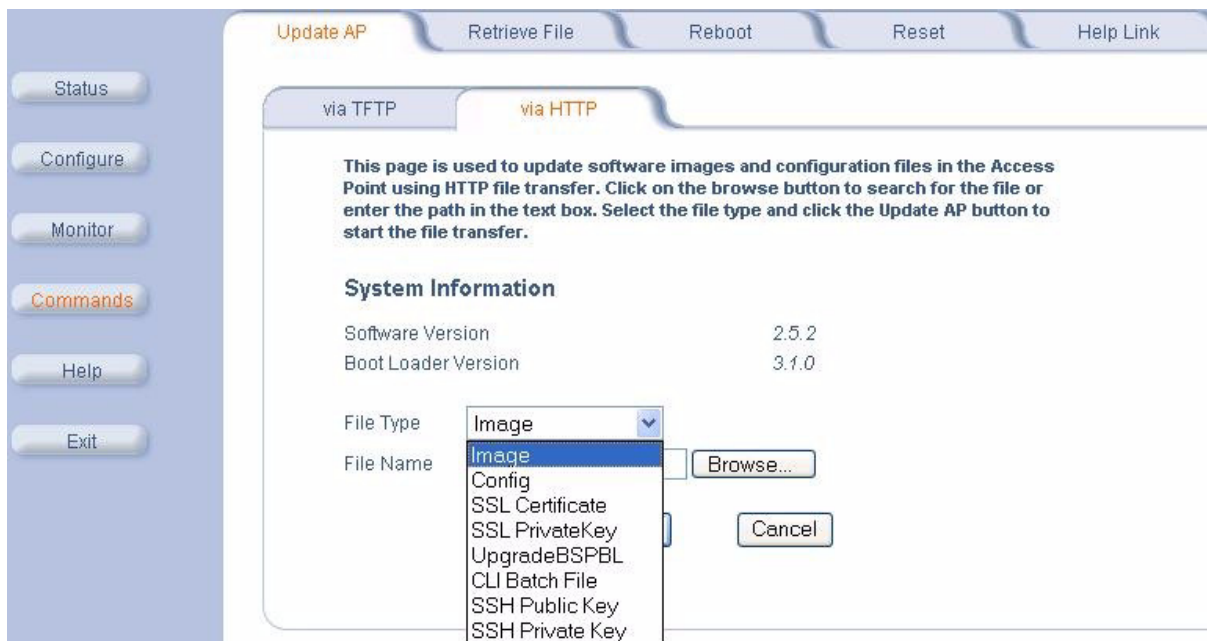 Update AP
Retrieve File
Reboot
Reset
Help Link
Status
Configure
Monitor
Commands
Help
Exit
via TFTP
via HTTP
This page is used to update software images and configuration files in the Access
Point using HTTP file transfer. Click on the browse button to search for the file or
enter the path in the text box. Select the file type and click the Update AP button to
start the file transfer.
System Information
Software Version 2.5.2
Boot Loader Version 3.1.0
File Type Image
File Name Browse...
Image
Config
SSL Certificate
SSL PrivateKey
UpgradeBSPBL
CLI Batch File
SSH Public Key
SSH Private Key
Cancel